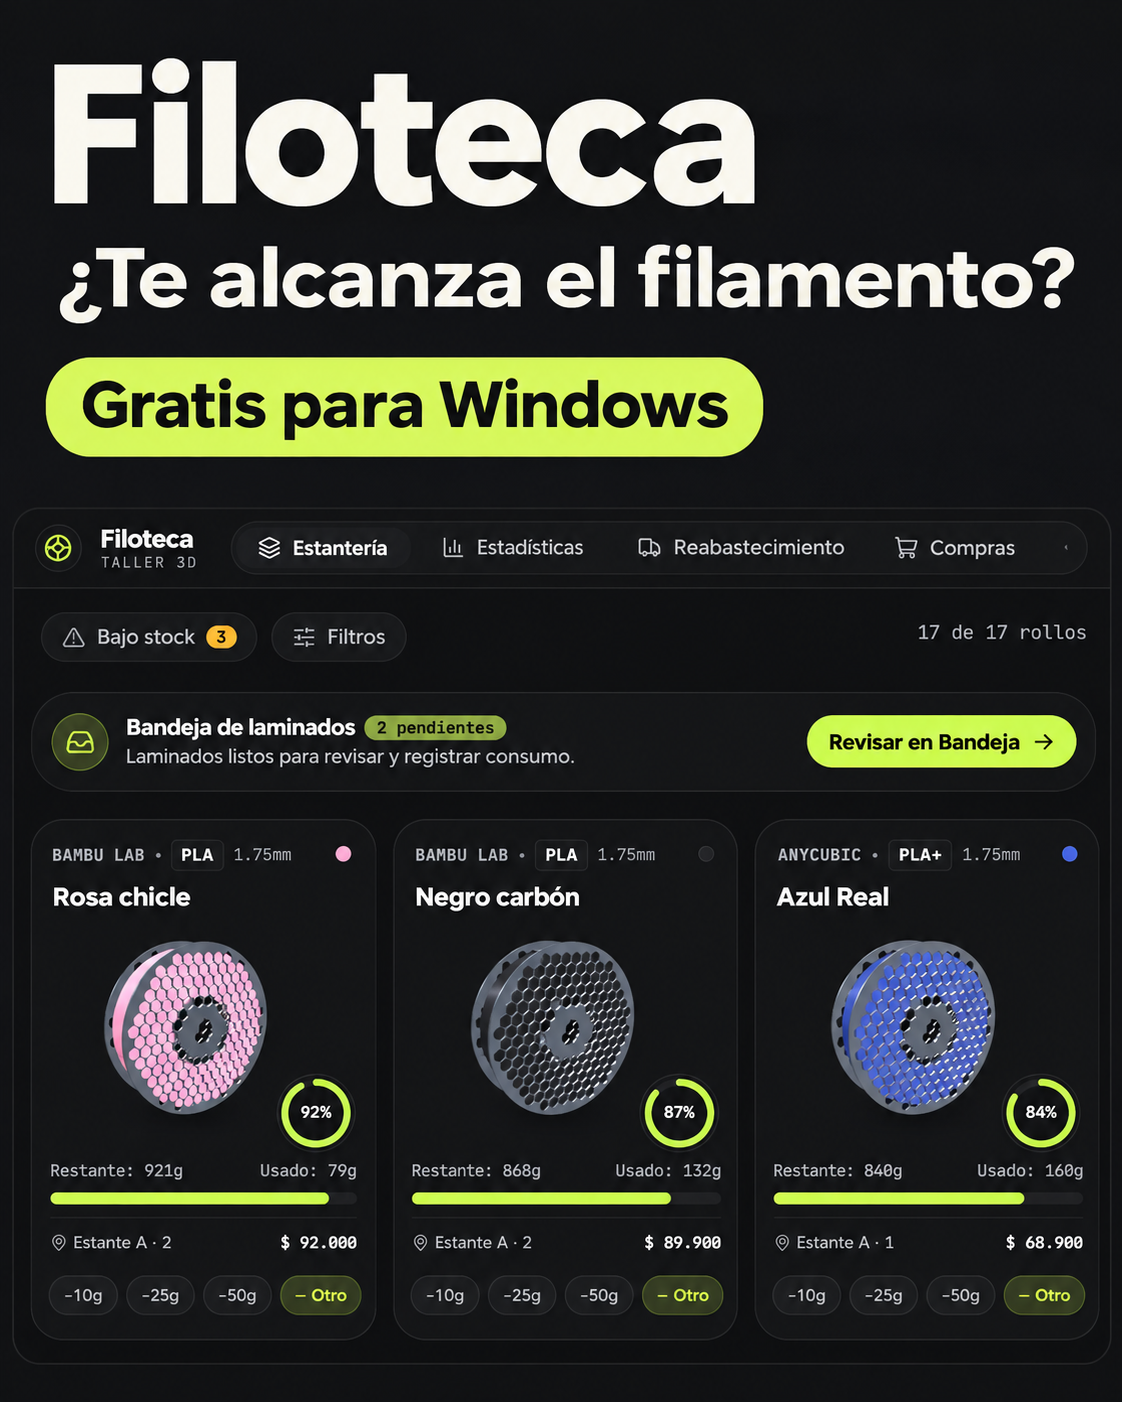 Filoteca
¿Te alcanza el filamento?
Gratis para Windows
Filoteca
TALLER 3D
Estantería
Estadísticas
Reabastecimiento
Compras
Bajo stock 3
Filtros
17 de 17 rollos
Bandeja de laminados 2 pendientes
Laminados listos para revisar y registrar consumo.
Revisar en Bandeja →
BAMBU LAB • PLA 1.75mm
Rosa chicle
92%
Restante: 921g Usado: 79g
Estante A · 2 $ 92.000
−10g −25g −50g − Otro
BAMBU LAB • PLA 1.75mm
Negro carbón
87%
Restante: 868g Usado: 132g
Estante A · 2 $ 89.900
−10g −25g −50g − Otro
ANYCUBIC • PLA+ 1.75mm
Azul Real
84%
Restante: 840g Usado: 160g
Estante A · 1 $ 68.900
−10g −25g −50g − Otro